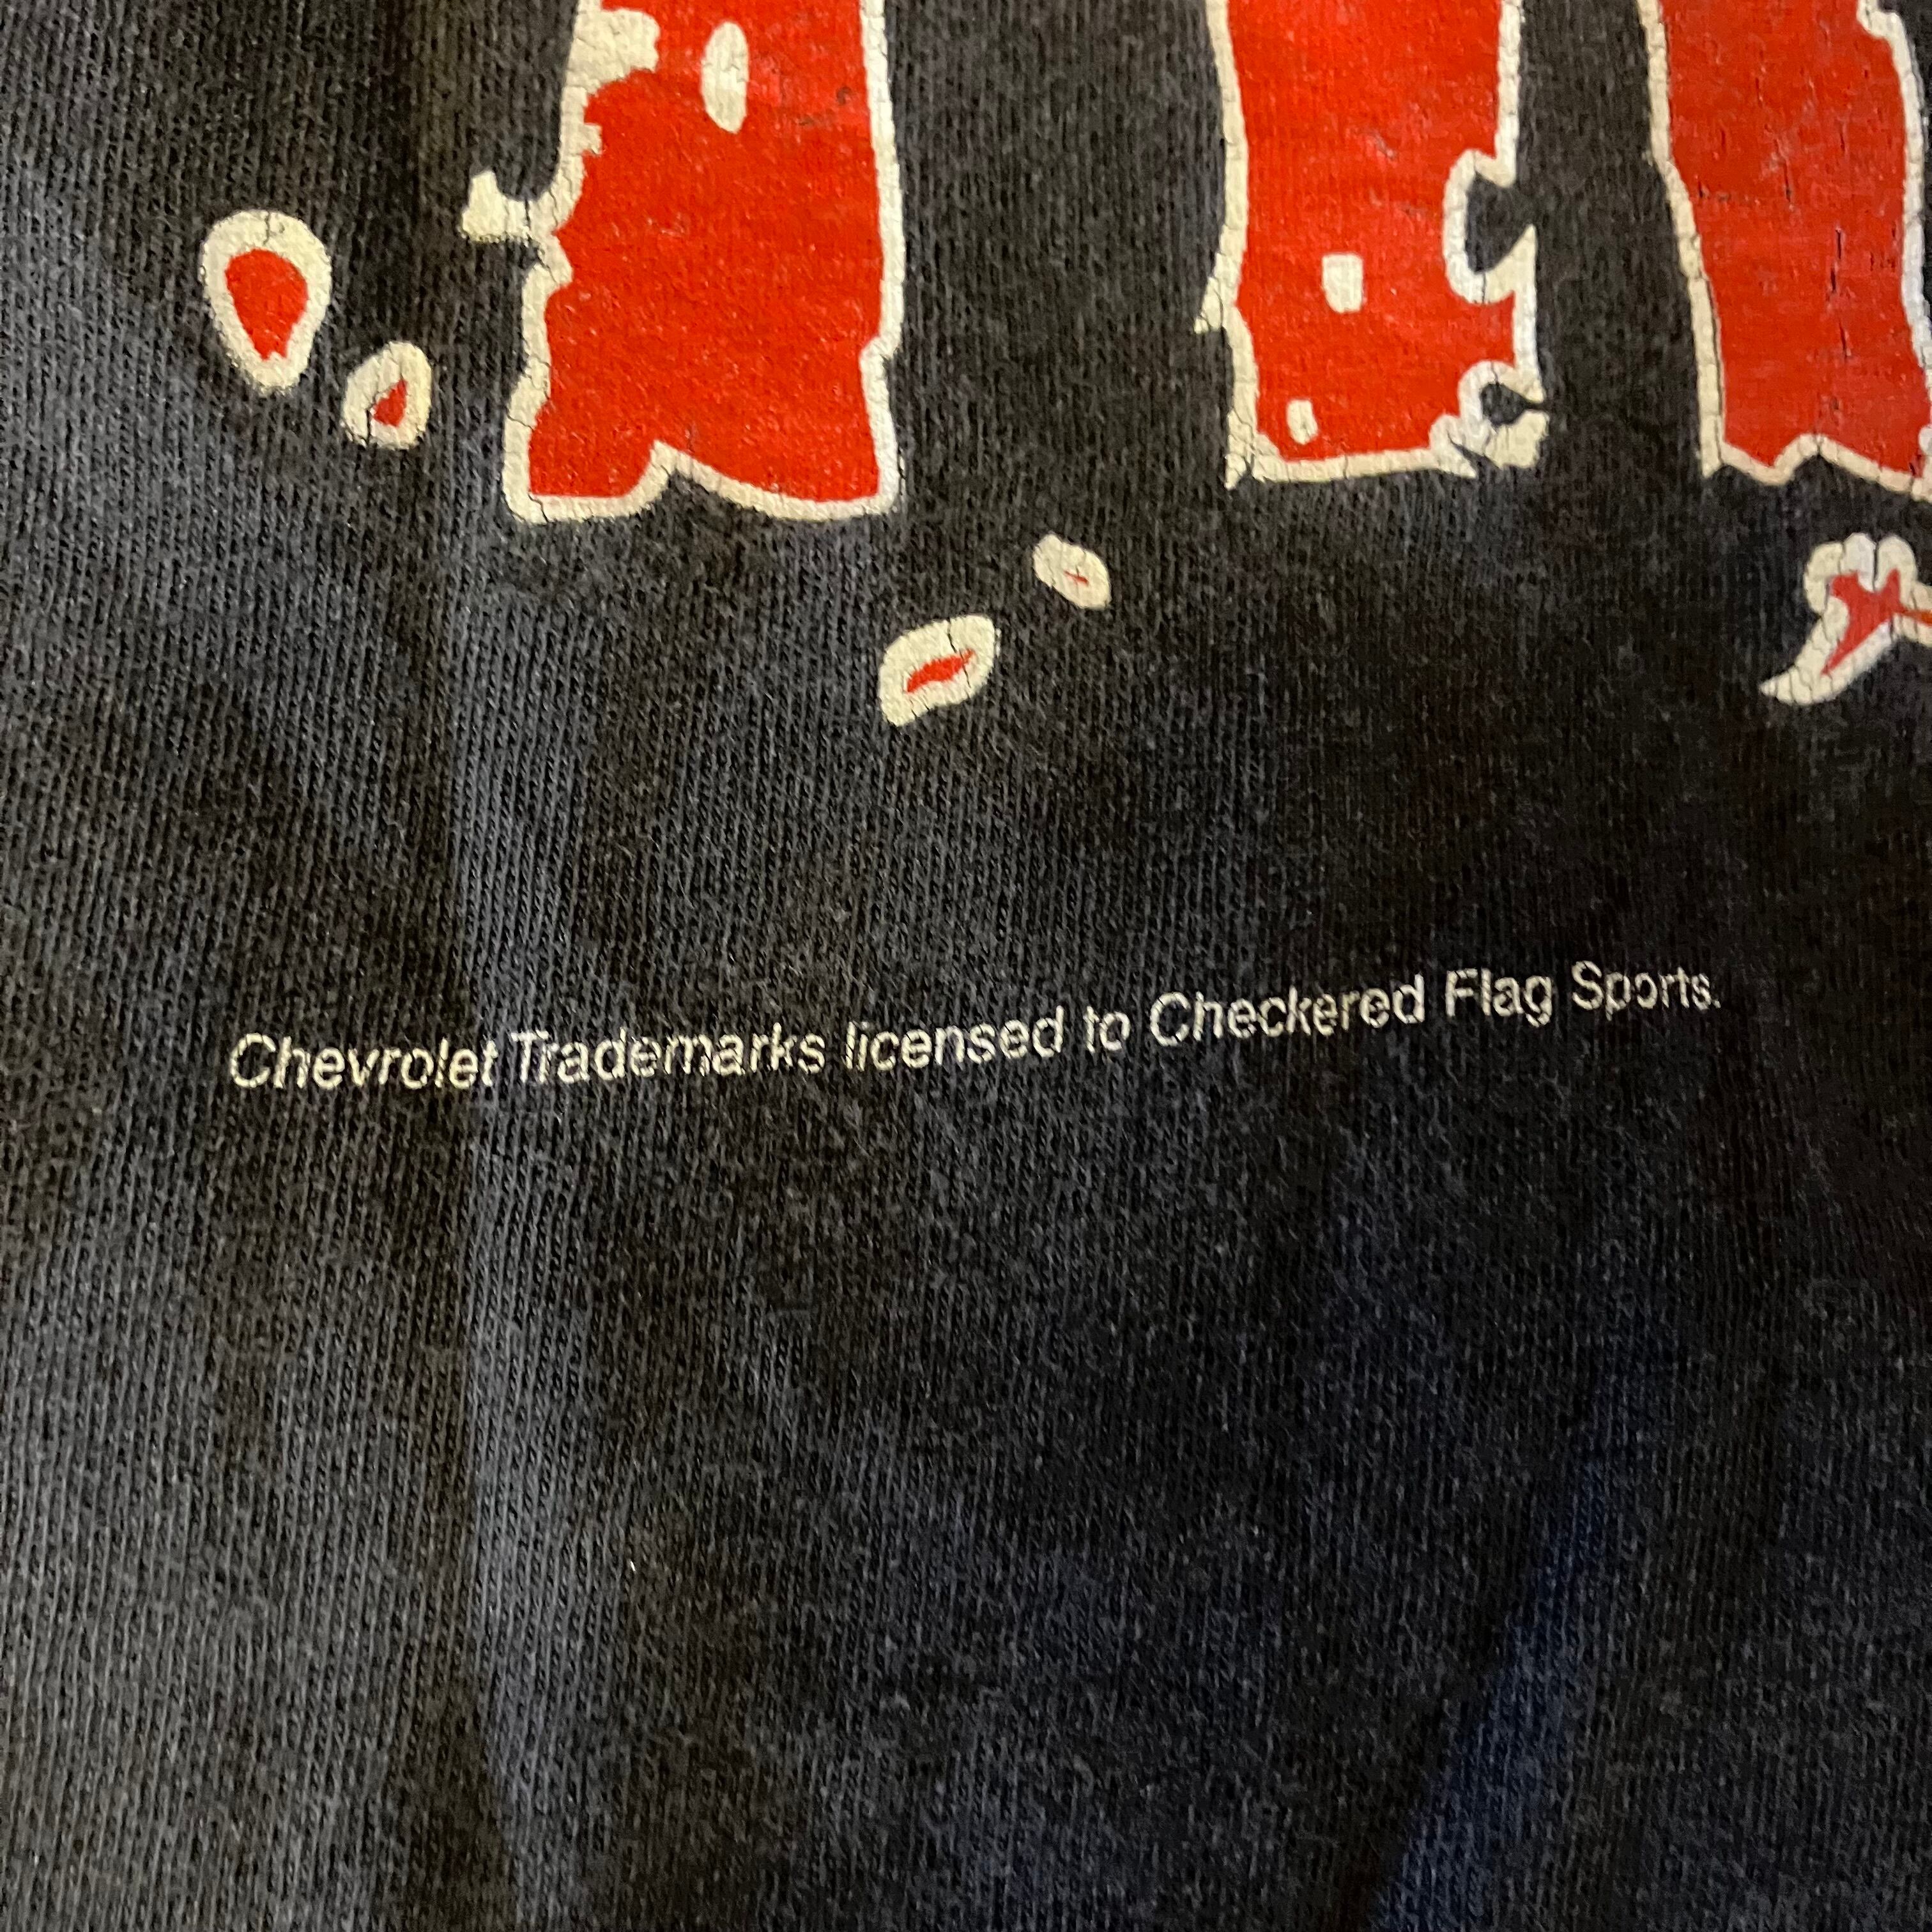 Chevrolet Trademarks licensed to Checkered Flag Sports.